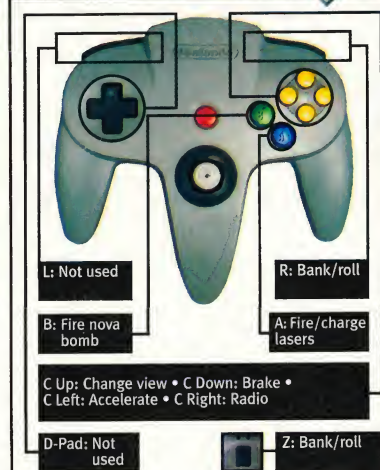 L: Not used
R: Bank/roll
B: Fire nova
bomb
A: Fire/charge
lasers
C Up: Change view • C Down: Brake •
C Left: Accelerate • C Right: Radio
D-Pad: Not
used
Z: Bank/roll